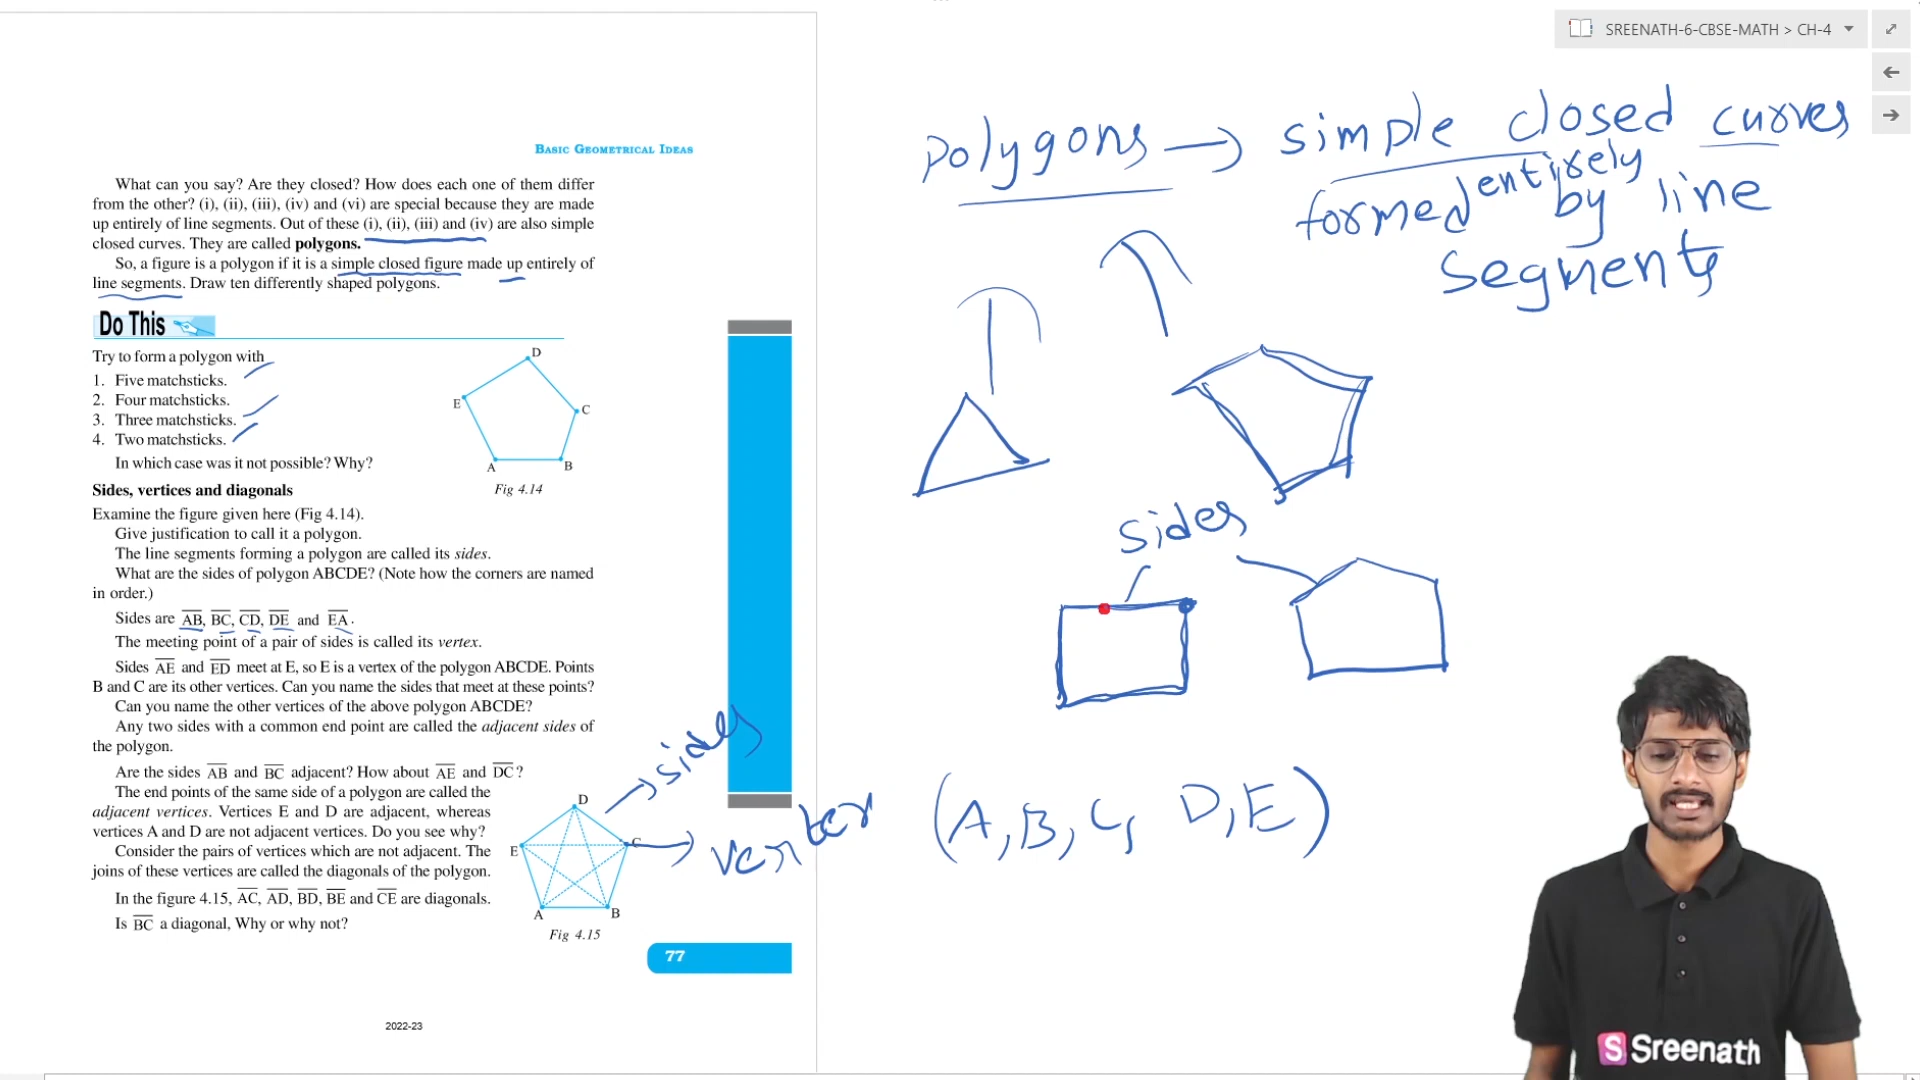 SREENATH-6-CBSE-MATH > CH-4
BASIC GEOMETRICAL IDEAS
What can you say? Are they closed? How does each one of them differ
from the other? (i), (ii), (iii), (iv) and (vi) are special because they are made
up entirely of line segments. Out of these (i), (ii), (iii) and (iv) are also simple
closed curves. They are called polygons.
So, a figure is a polygon if it is a simple closed figure made up entirely of
line segments. Draw ten differently shaped polygons.
Do This
Try to form a polygon with
1. Five matchsticks.
2. Four matchsticks.
3. Three matchsticks.
4. Two matchsticks.
In which case was it not possible? Why?
D
E
C
A
B
Fig 4.14
Sides, vertices and diagonals
Examine the figure given here (Fig 4.14).
Give justification to call it a polygon.
The line segments forming a polygon are called its sides.
What are the sides of polygon ABCDE? (Note how the corners are named
in order.)
Sides are AB, BC, CD, DE and EA.
The meeting point of a pair of sides is called its vertex.
Sides AE and ED meet at E, so E is a vertex of the polygon ABCDE. Points
B and C are its other vertices. Can you name the sides that meet at these points?
Can you name the other vertices of the above polygon ABCDE?
Any two sides with a common end point are called the adjacent sides of
the polygon.
Are the sides AB and BC adjacent? How about AE and DC?
The end points of the same side of a polygon are called the
adjacent vertices. Vertices E and D are adjacent, whereas
vertices A and D are not adjacent vertices. Do you see why?
Consider the pairs of vertices which are not adjacent. The
joins of these vertices are called the diagonals of the polygon.
In the figure 4.15, AC, AD, BD, BE and CE are diagonals.
Is BC a diagonal, Why or why not?
D
E
C
A
B
Fig 4.15
77
2022-23
polygons → simple closed curves
formed entirely by line
segments
sides
→ sides
→ vertex (A, B, C, D, E)
S Sreenath